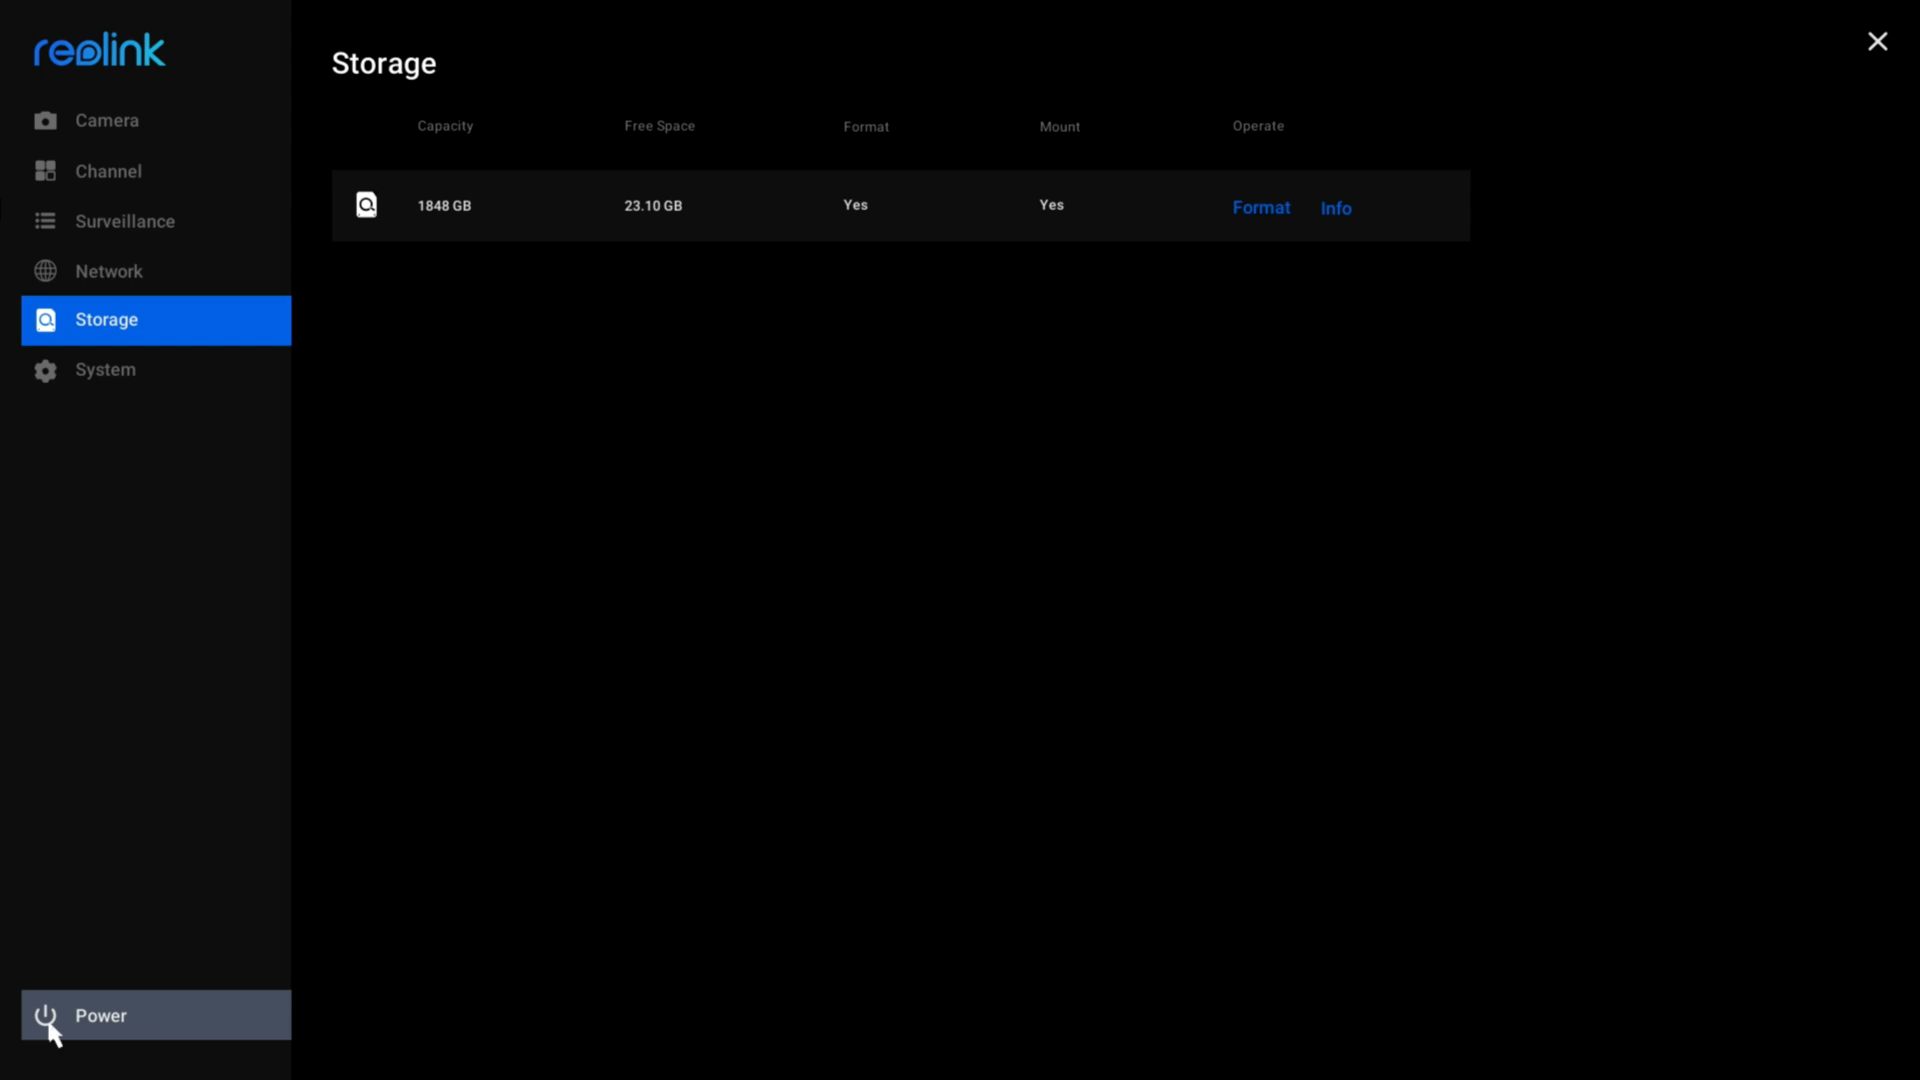 reolink
Camera
Channel
Surveillance
Network
Storage
System
Power
Storage
Capacity Free Space Format Mount Operate
1848 GB 23.10 GB Yes Yes Format Info